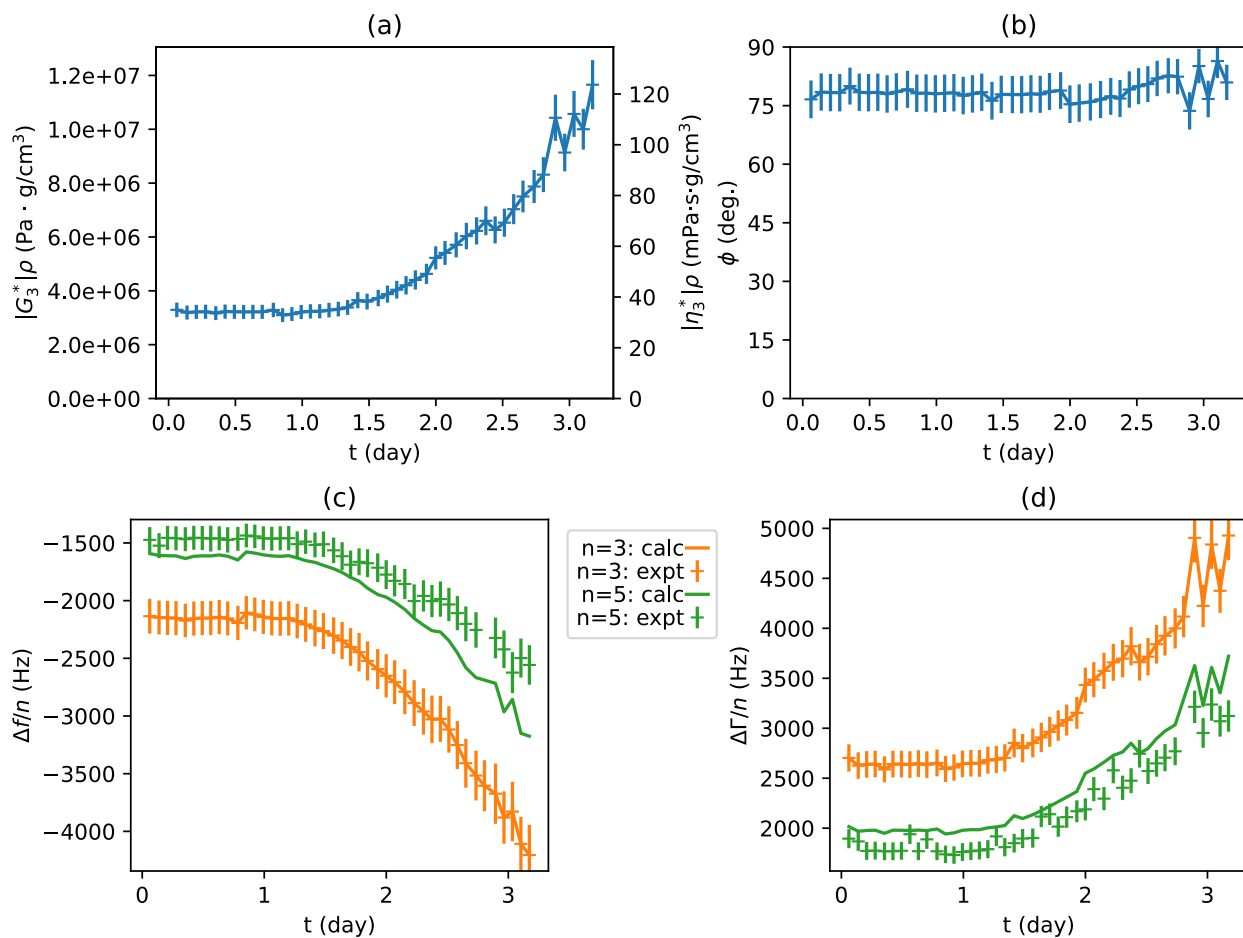 (a)
|G₃*|ρ (Pa · g/cm³)
1.2e+07
1.0e+07
8.0e+06
6.0e+06
4.0e+06
2.0e+06
0.0e+00
0.0 0.5 1.0 1.5 2.0 2.5 3.0
t (day)
120
100
80
60
40
20
0
|η₃*|ρ (mPa·s·g/cm³)
(b)
ϕ (deg.)
90
75
60
45
30
15
0
0.0 0.5 1.0 1.5 2.0 2.5 3.0
t (day)
(c)
Δf/n (Hz)
−1500
−2000
−2500
−3000
−3500
−4000
0 1 2 3
t (day)
n=3: calc
n=3: expt
n=5: calc
n=5: expt
(d)
ΔΓ/n (Hz)
5000
4500
4000
3500
3000
2500
2000
0 1 2 3
t (day)